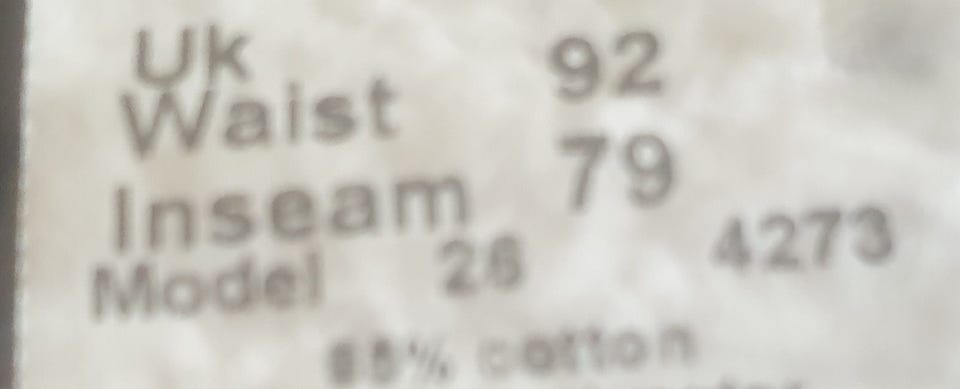 Uk
Waist 92
Inseam 79
Model 26 4273
cotton